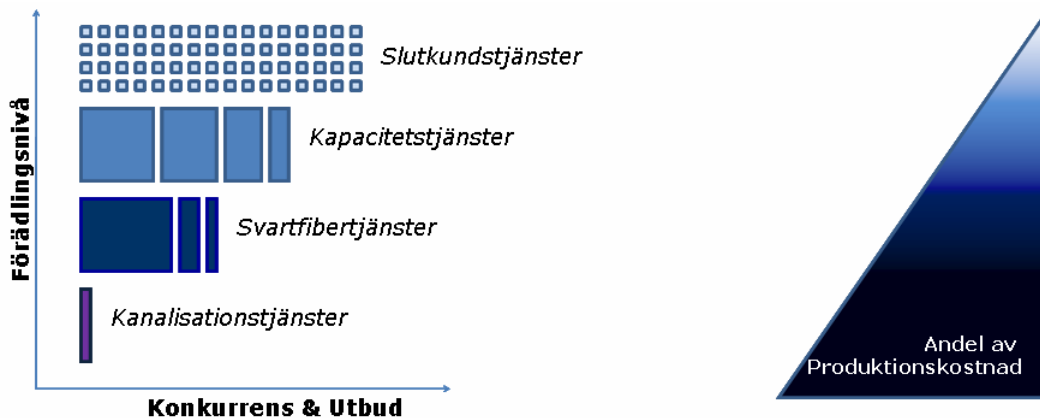 Förädlingsnivå
Slutkundstjänster
Kapacitetstjänster
Svartfibertjänster
Kanalisationstjänster
Konkurrens & Utbud
Andel av
Produktionskostnad